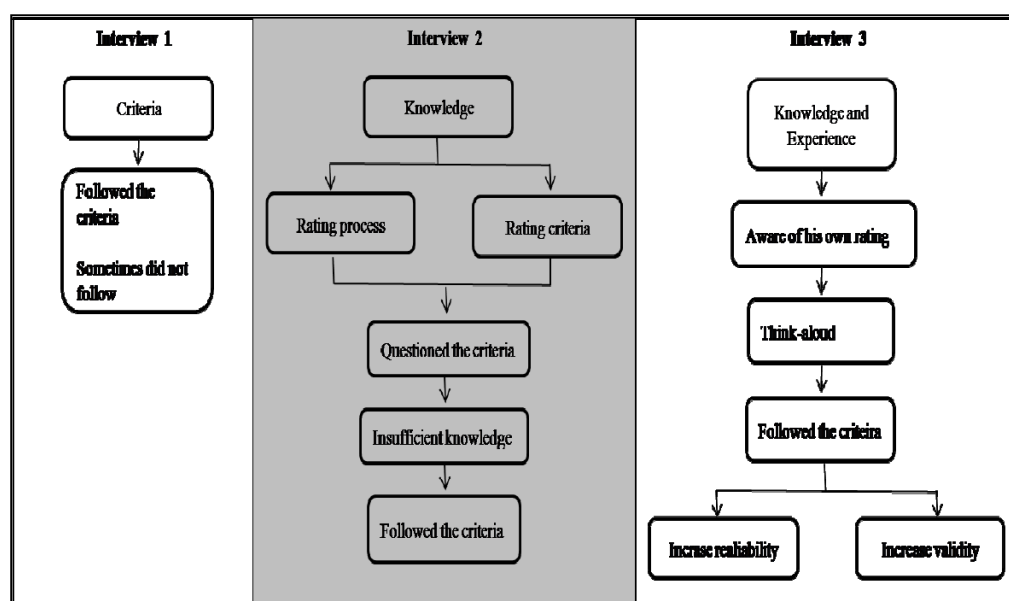 Interview 1
Criteria
Followed the
criteria
Sometimes did not
follow
Interview 2
Knowledge
Rating process
Rating criteria
Questioned the criteria
Insufficient knowledge
Followed the criteria
Interview 3
Knowledge and
Experience
Aware of his own rating
Think-aloud
Followed the criteira
Incrase realiability
Increase validity